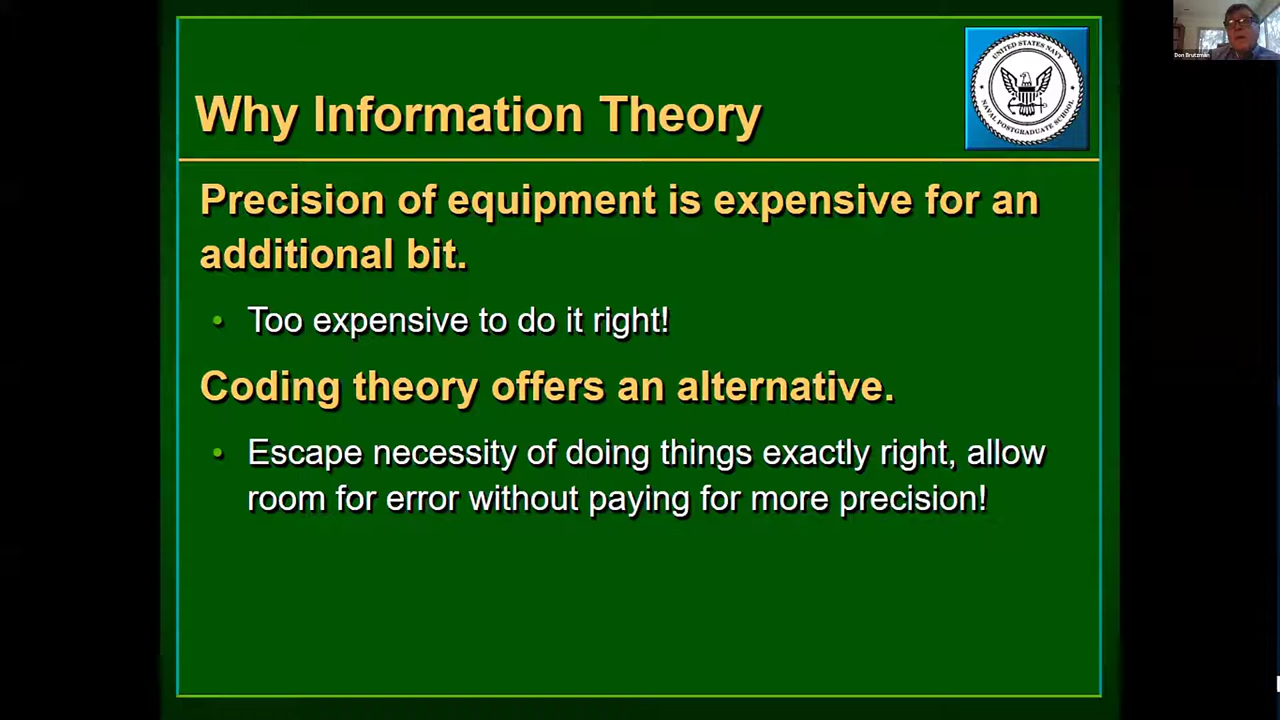 Don Brutzman
UNITED STATES NAVY
NAVAL POSTGRADUATE SCHOOL
Why Information Theory
Precision of equipment is expensive for an
additional bit.
• Too expensive to do it right!
Coding theory offers an alternative.
• Escape necessity of doing things exactly right, allow
room for error without paying for more precision!